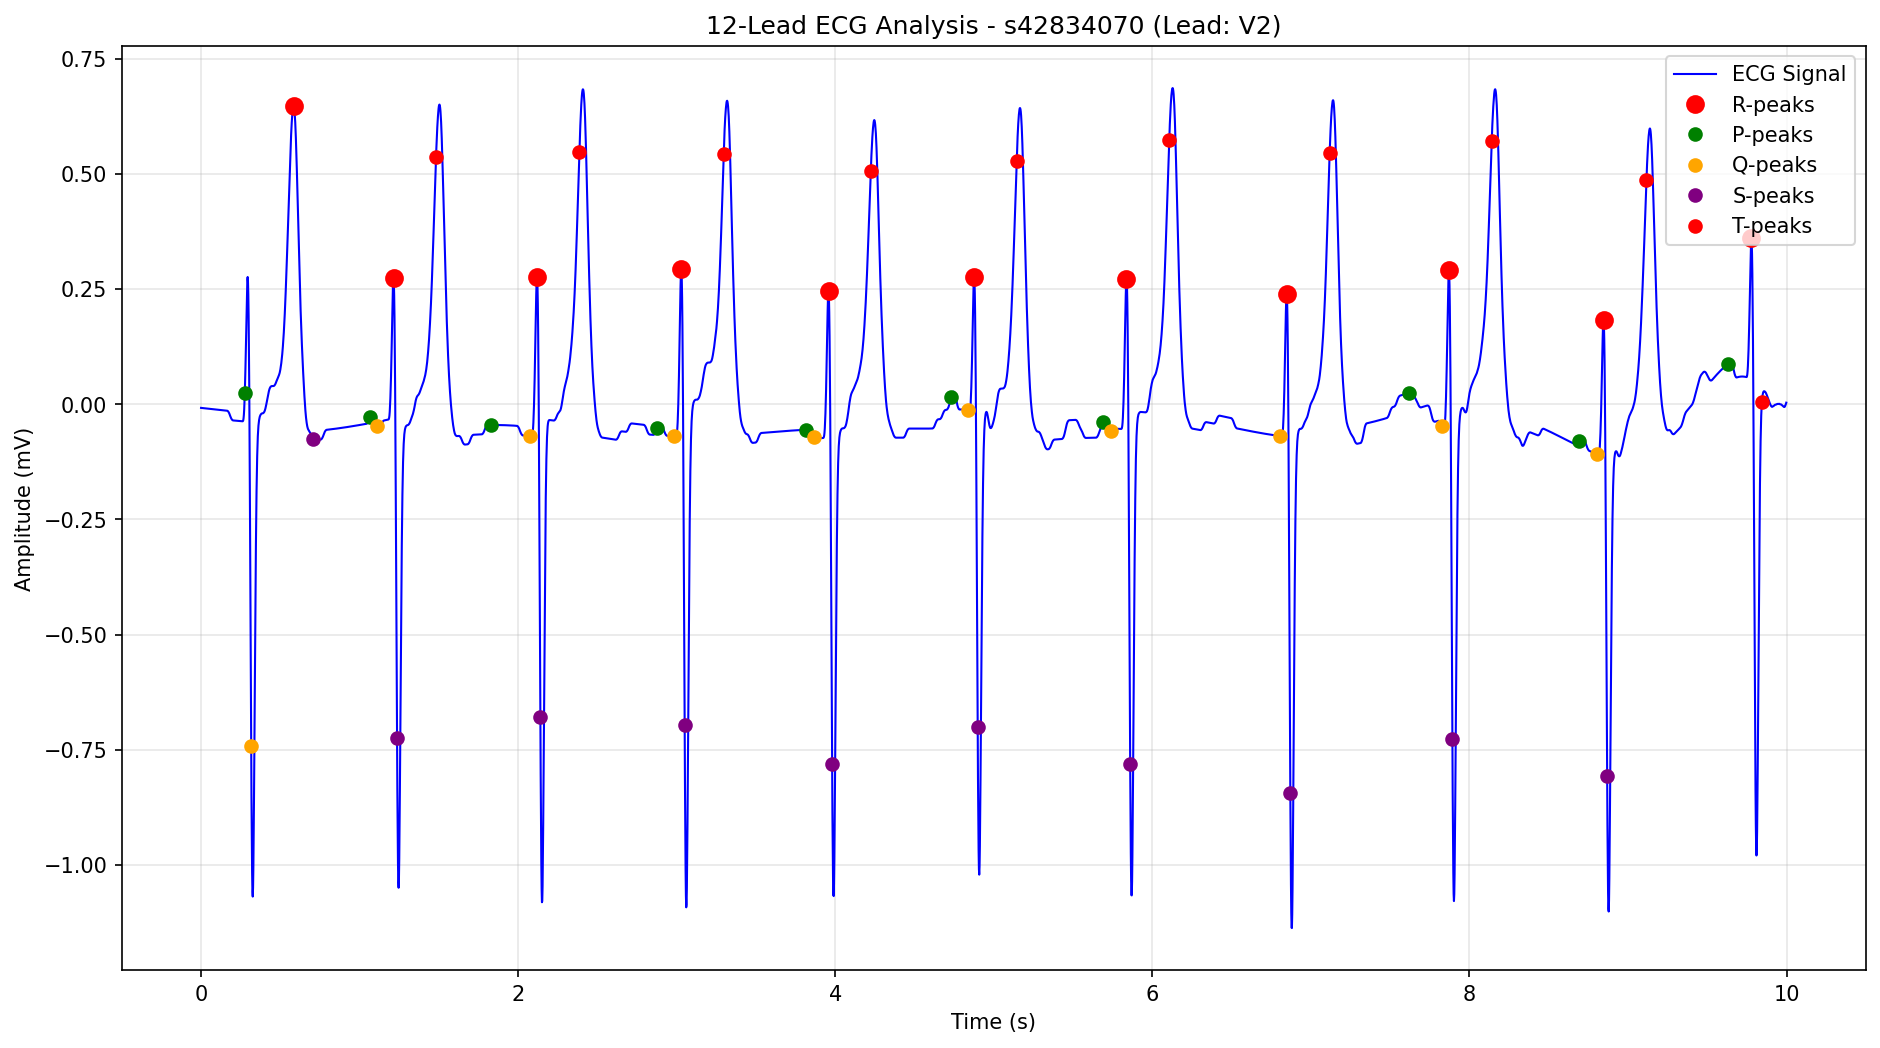 12-Lead ECG Analysis - s42834070 (Lead: V2)
ECG Signal
R-peaks
P-peaks
Q-peaks
S-peaks
T-peaks
0.75
0.50
0.25
0.00
−0.25
−0.50
−0.75
−1.00
Amplitude (mV)
0 2 4 6 8 10
Time (s)